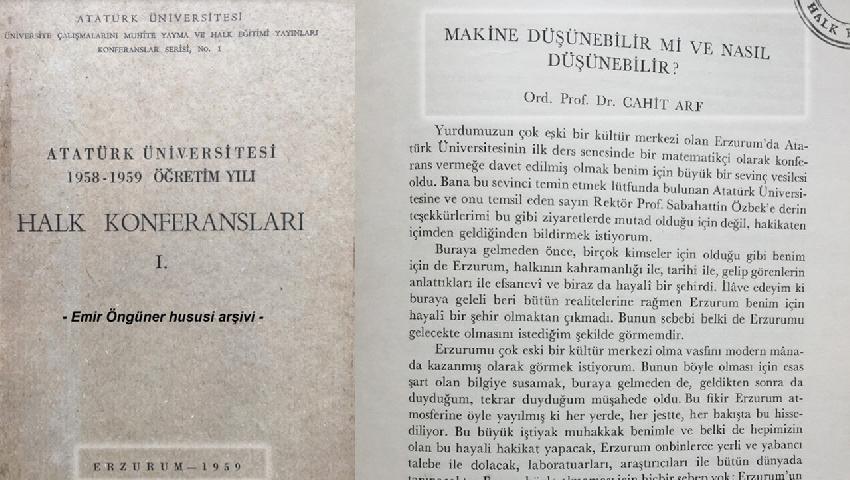 ATATÜRK ÜNİVERSİTESİ
ÜNİVERSİTE ÇALIŞMALARINI MUHİTE YAYMA VE HALK EĞİTİMİ YAYINLARI
KONFERANSLAR SERİSİ, No. 1
ATATÜRK ÜNİVERSİTESİ
1958-1959 ÖĞRETİM YILI
HALK KONFERANSLARI
I.
- Emir Öngüner hususi arşivi -
ERZURUM—1959
HALK
MAKİNE DÜŞÜNEBİLİR Mİ VE NASIL
DÜŞÜNEBİLİR?
Ord. Prof. Dr. CAHİT ARF
Yurdumuzun çok eşki bir kültür merkezi olan Erzurum'da Ata-
türk Üniversitesinin ilk ders senesinde bir matematikçi olarak konfe-
rans vermeğe davet edilmiş olmak benim için büyük bir sevinç vesilesi
oldu. Bana bu sevinci temin etmek lûtfunda bulunan Atatürk Üniversi-
tesine ve onu temsil eden sayın Rektör Prof. Sabahattin Özbek'e derin
teşekkürlerimi bu gibi ziyaretlerde mutad olduğu için değil, hakikaten
içimden geldiğinden bildirmek istiyorum.
Buraya gelmeden önce, birçok kimseler için olduğu gibi benim
için de Erzurum, halkının kahramanlığı ile, tarihi ile, gelip görenlerin
anlattıkları ile efsanevî ve biraz da hayalî bir şehirdi. İlâve edeyim ki
buraya geleli beri bütün realitelerine rağmen Erzurum benim için
hayalî bir şehir olmaktan çıkmadı. Bunun sebebi belki de Erzurumu
gelecekte olmasını istediğim şekilde görmemdir.
Erzurumu çok eski bir kültür merkezi olma vasfını modern mâna-
da kazanmış olarak görmek istiyorum. Bunun böyle olması için esas
şart olan bilgiye susamak, buraya gelmeden de, geldikten sonra da
duyduğum, tekrar duyduğum müşahede oldu. Bu fikir Erzurum at-
mosferine öyle yayılmış ki her yerde, her jestte, her bakışta bu hisse-
diliyor. Bu büyük iştiyak muhakkak benimle ve belki de hepimizin
olan bu hayali hakikat yapacak, Erzurum onbinlerce yerli ve yabancı
talebe ile dolacak, laboratuarları, araştırıcıları ile bütün dünyada